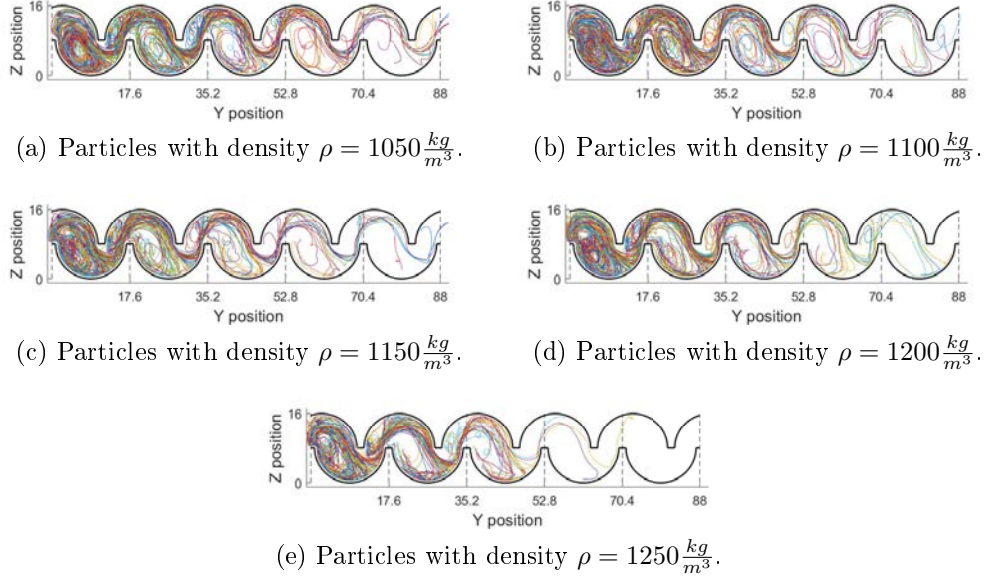 16
Z position
0
17.6 35.2 52.8 70.4 88
Y position
(a) Particles with density ρ = 1050 kg/m³.
16
Z position
0
17.6 35.2 52.8 70.4 88
Y position
(b) Particles with density ρ = 1100 kg/m³.
16
Z position
0
17.6 35.2 52.8 70.4 88
Y position
(c) Particles with density ρ = 1150 kg/m³.
16
Z position
0
17.6 35.2 52.8 70.4 88
Y position
(d) Particles with density ρ = 1200 kg/m³.
16
Z position
0
17.6 35.2 52.8 70.4 88
Y position
(e) Particles with density ρ = 1250 kg/m³.